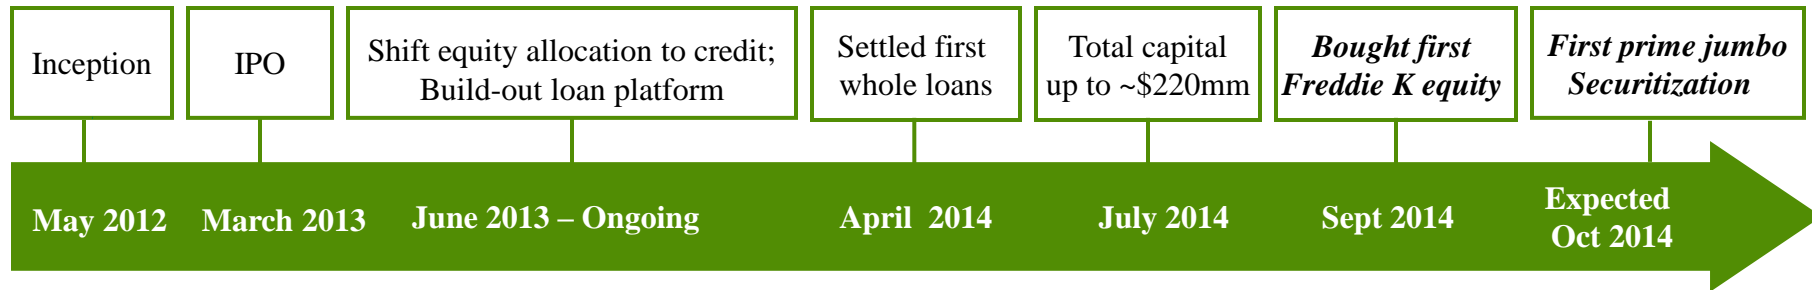 Inception
IPO
Shift equity allocation to credit;
Build-out loan platform
Settled first
whole loans
Total capital
up to ~$220mm
Bought first
Freddie K equity
First prime jumbo
Securitization
May 2012
March 2013
June 2013 – Ongoing
April 2014
July 2014
Sept 2014
Expected
Oct 2014